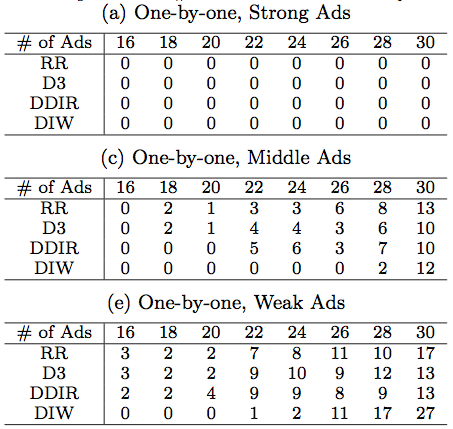 (a) One-by-one, Strong Ads
# of Ads 16 18 20 22 24 26 28 30
RR 0 0 0 0 0 0 0 0
D3 0 0 0 0 0 0 0 0
DDIR 0 0 0 0 0 0 0 0
DIW 0 0 0 0 0 0 0 0
(c) One-by-one, Middle Ads
# of Ads 16 18 20 22 24 26 28 30
RR 0 2 1 3 3 6 8 13
D3 0 2 1 4 4 3 6 10
DDIR 0 0 0 5 6 3 7 10
DIW 0 0 0 0 0 0 2 12
(e) One-by-one, Weak Ads
# of Ads 16 18 20 22 24 26 28 30
RR 3 2 2 7 8 11 10 17
D3 3 2 2 9 10 9 12 13
DDIR 2 2 4 9 9 8 9 13
DIW 0 0 0 1 2 11 17 27